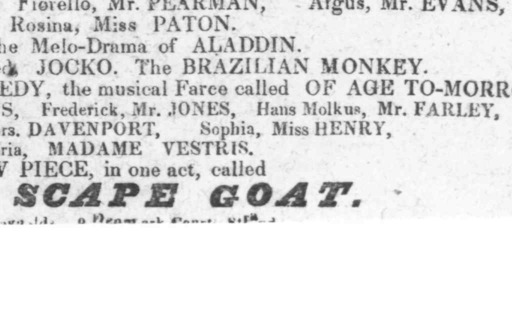 Fiorello, Mr. PEARMAN, Argus, Mr. EVANS,
Rosina, Miss PATON.
he Melo-Drama of ALADDIN.
JOCKO. The BRAZILIAN MONKEY.
EDY, the musical Farce called OF AGE TO-MORR
S, Frederick, Mr. JONES, Hans Molkus, Mr. FARLEY,
rs. DAVENPORT, Sophia, Miss HENRY,
ria, MADAME VESTRIS.
PIECE, in one act, called
SCAPE GOAT.